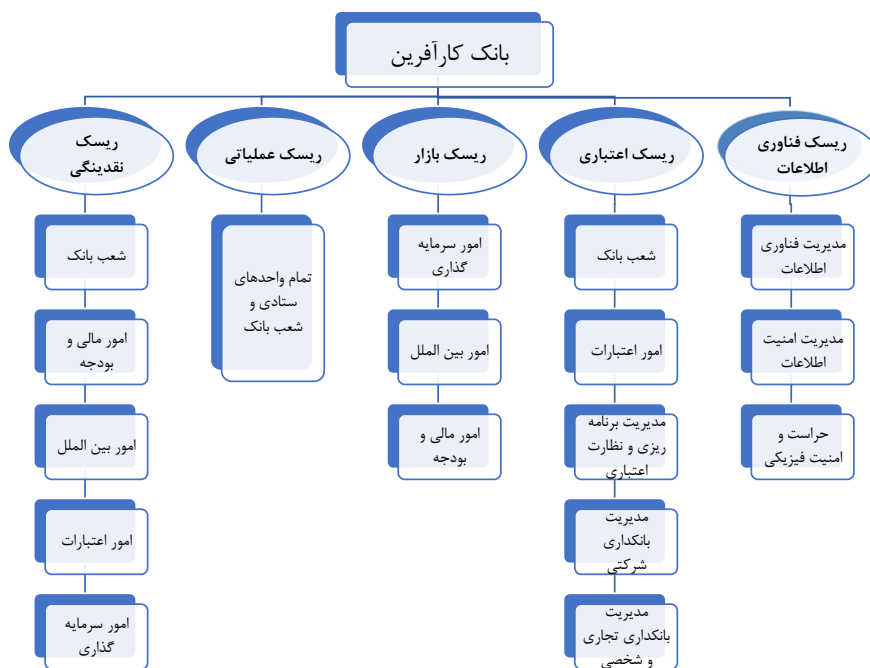 بانک کارآفرین
ریسک فناوری
اطلاعات
مدیریت فناوری
اطلاعات
مدیریت امنیت
اطلاعات
حراست و
امنیت فیزیکی
ریسک اعتباری
شعب بانک
امور اعتبارات
مدیریت برنامه
ریزی و نظارت
اعتباری
مدیریت
بانکداری
شرکتی
مدیریت
بانکداری تجاری
و شخصی
ریسک بازار
امور سرمایه
گذاری
امور بین الملل
امور مالی و
بودجه
ریسک عملیاتی
تمام واحدهای
ستادی و
شعب بانک
ریسک
نقدینگی
شعب بانک
امور مالی و
بودجه
امور بین الملل
امور اعتبارات
امور سرمایه
گذاری